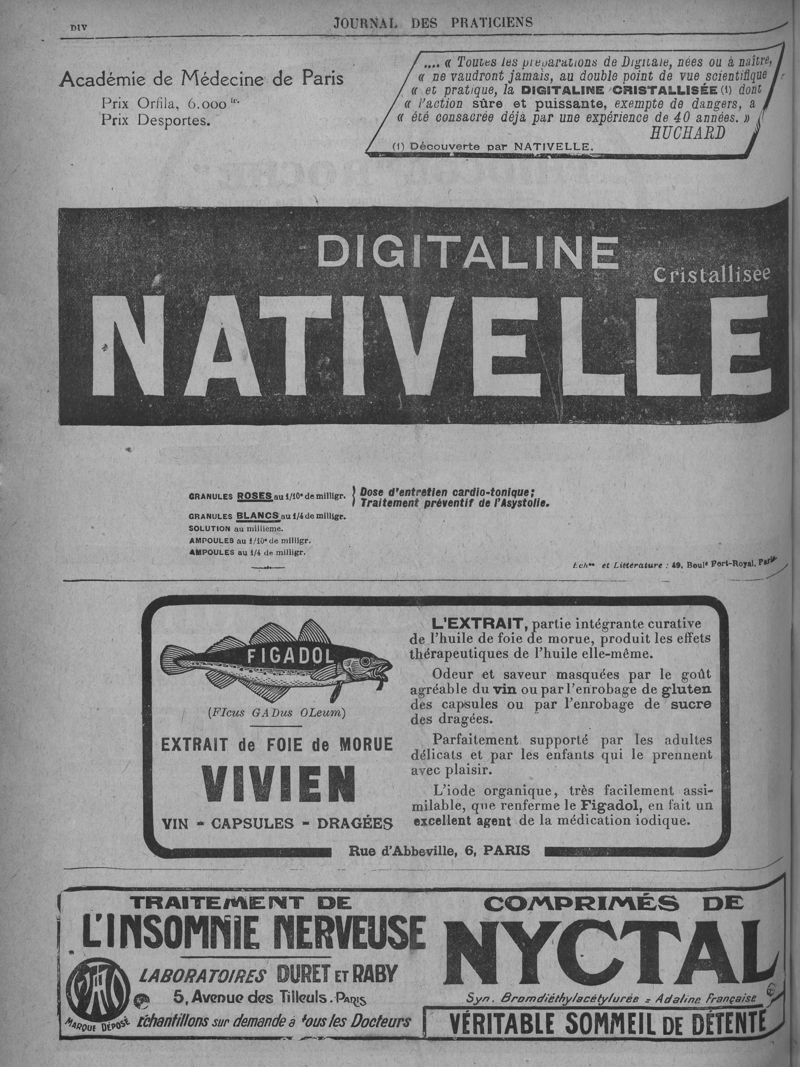 DIV
JOURNAL DES PRATICIENS
Académie de Médecine de Paris
Prix Orfila, 6.000 fr.
Prix Desportes.
.... « Toutes les préparations de Digitale, nées ou à naître,
« ne vaudront jamais, au double point de vue scientifique
« et pratique, la DIGITALINE CRISTALLISÉE (1) dont
« l'action sûre et puissante, exempte de dangers, a
« été consacrée déjà par une expérience de 40 années. »
HUCHARD
(1) Découverte par NATIVELLE.
DIGITALINE
Cristallisée
NATIVELLE
GRANULES ROSES au 1/10e de milligr. } Dose d'entretien cardio-tonique;
Traitement préventif de l'Asystolie.
GRANULES BLANCS au 1/4 de milligr.
SOLUTION au millième.
AMPOULES au 1/10e de milligr.
AMPOULES au 1/4 de milligr.
Echons et Littérature : 49, Bould Port-Royal, Paris
FIGADOL
(FIcus GADus OLeum)
EXTRAIT de FOIE de MORUE
VIVIEN
VIN - CAPSULES - DRAGÉES
L'EXTRAIT, partie intégrante curative
de l'huile de foie de morue, produit les effets
thérapeutiques de l'huile elle-même.
Odeur et saveur masquées par le goût
agréable du vin ou par l'enrobage de gluten
des capsules ou par l'enrobage de sucre
des dragées.
Parfaitement supporté par les adultes
délicats et par les enfants qui le prennent
avec plaisir.
L'iode organique, très facilement assi-
milable, que renferme le Figadol, en fait un
excellent agent de la médication iodique.
Rue d'Abbeville, 6, PARIS
TRAITEMENT DE
L'INSOMNIE NERVEUSE
LABORATOIRES DURET ET RABY
5, Avenue des Tilleuls. PARIS
MARQUE DÉPOSÉ
Échantillons sur demande à tous les Docteurs
COMPRIMÉS DE
NYCTAL
Syn. Bromdiéthylacétylurée = Adaline Française
VÉRITABLE SOMMEIL DE DÉTENTE